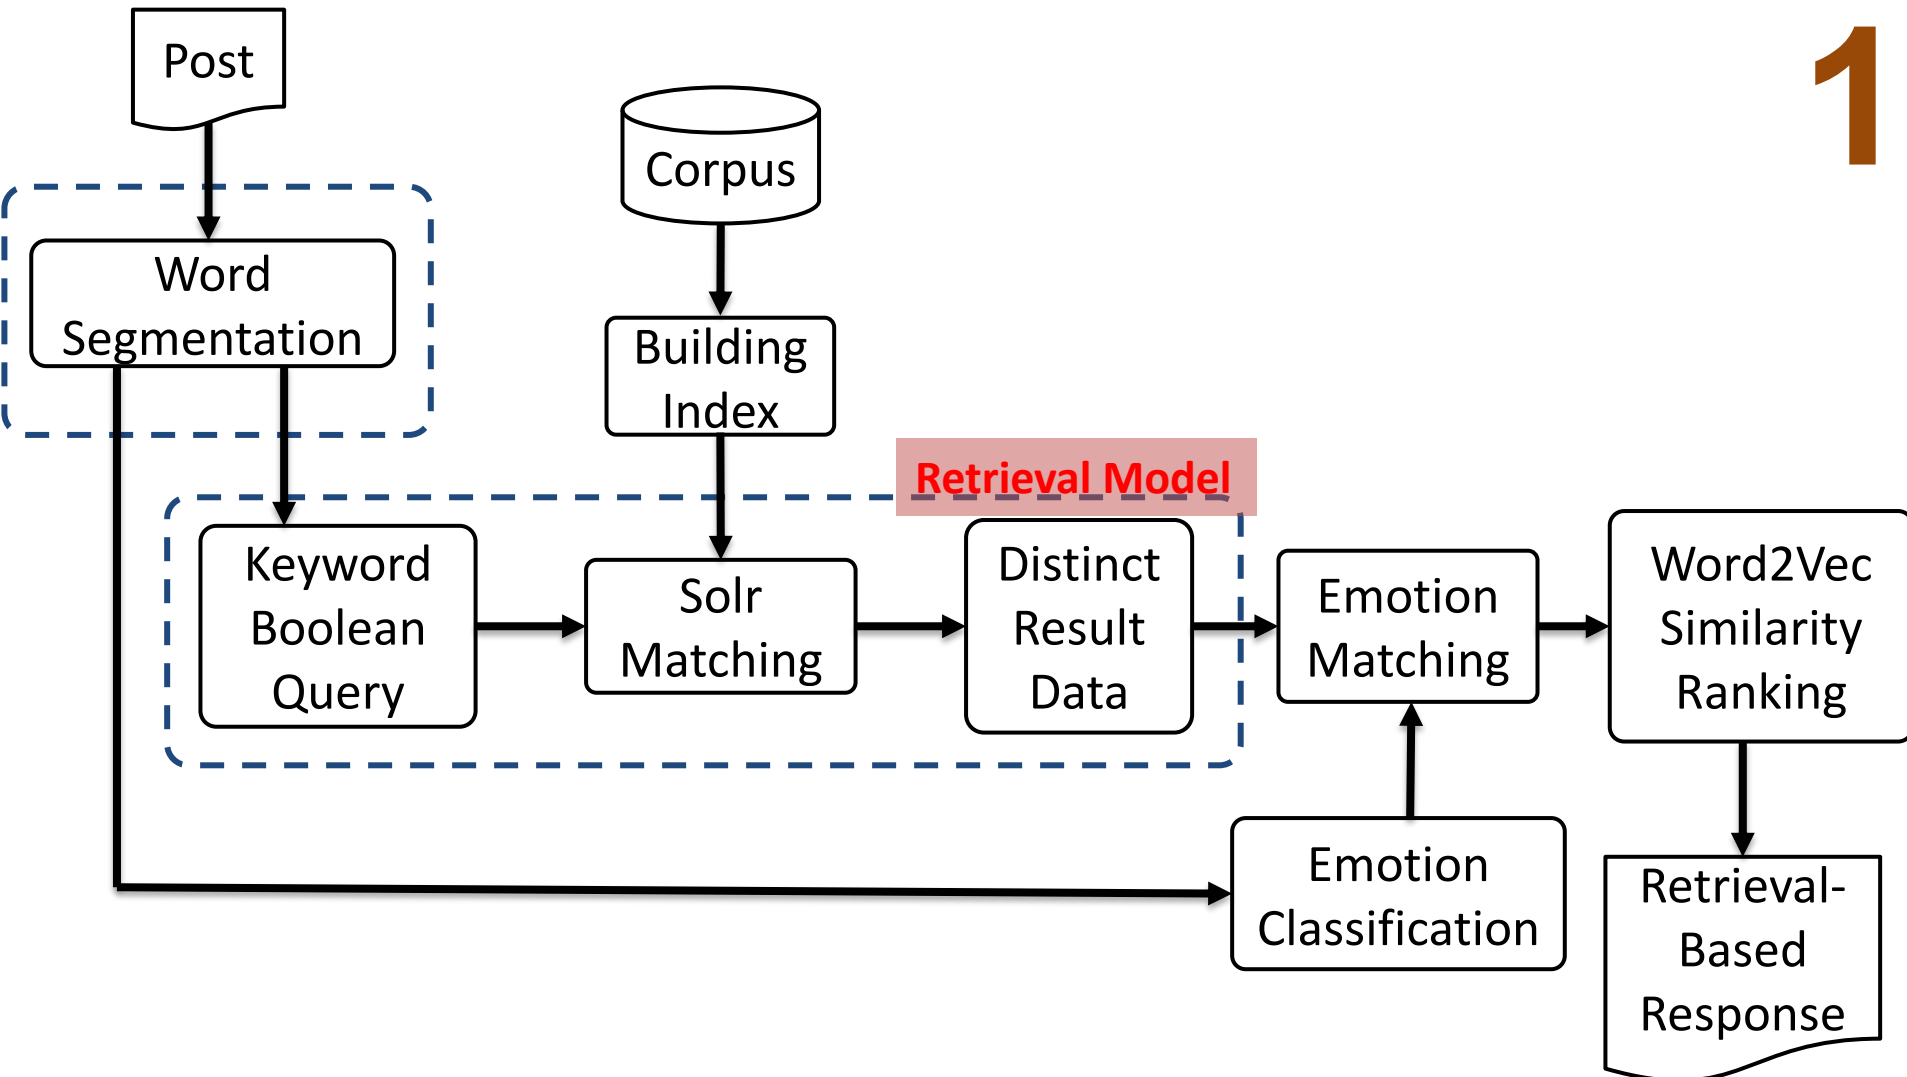 Post
1
Corpus
Word
Segmentation
Building
Index
Retrieval Model
Keyword
Boolean
Query
Solr
Matching
Distinct
Result
Data
Emotion
Matching
Word2Vec
Similarity
Ranking
Emotion
Classification
Retrieval-
Based
Response